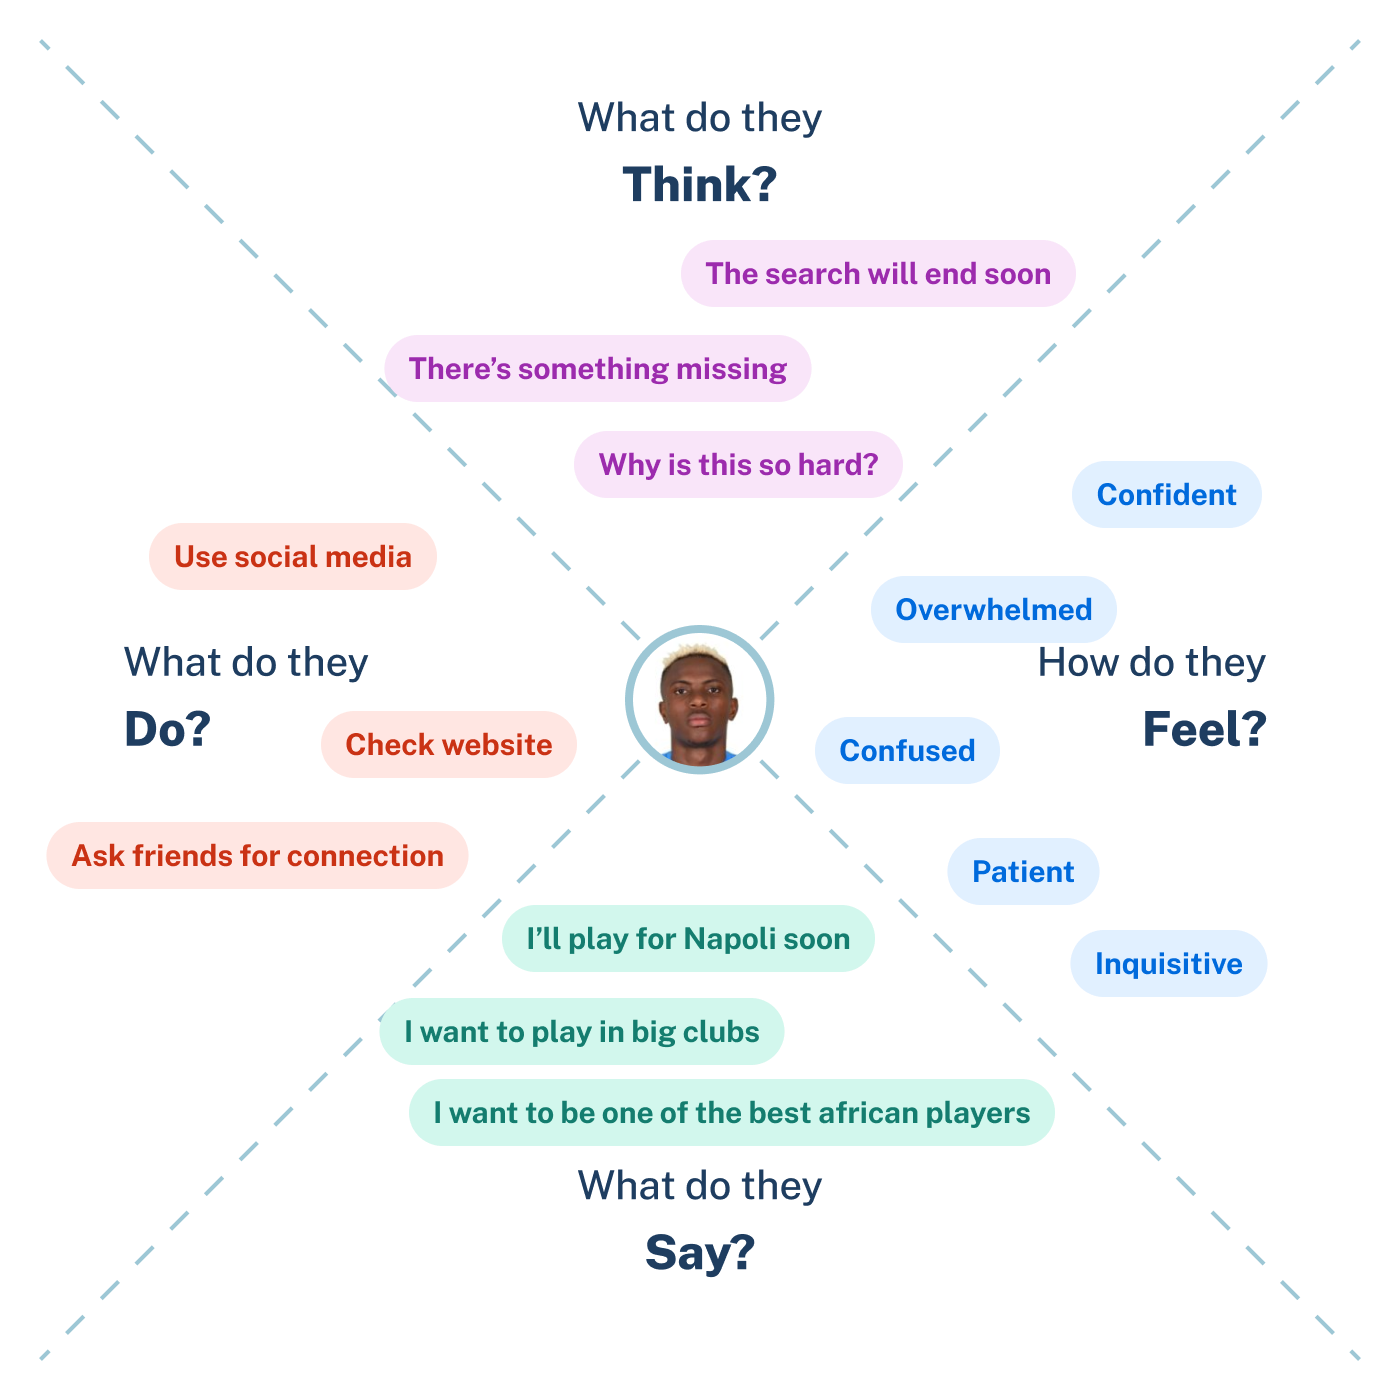 What do they
Think?
The search will end soon
There’s something missing
Why is this so hard?
Use social media
What do they
Do?
Check website
Ask friends for connection
Confident
Overwhelmed
How do they
Feel?
Confused
Patient
Inquisitive
I’ll play for Napoli soon
I want to play in big clubs
I want to be one of the best african players
What do they
Say?